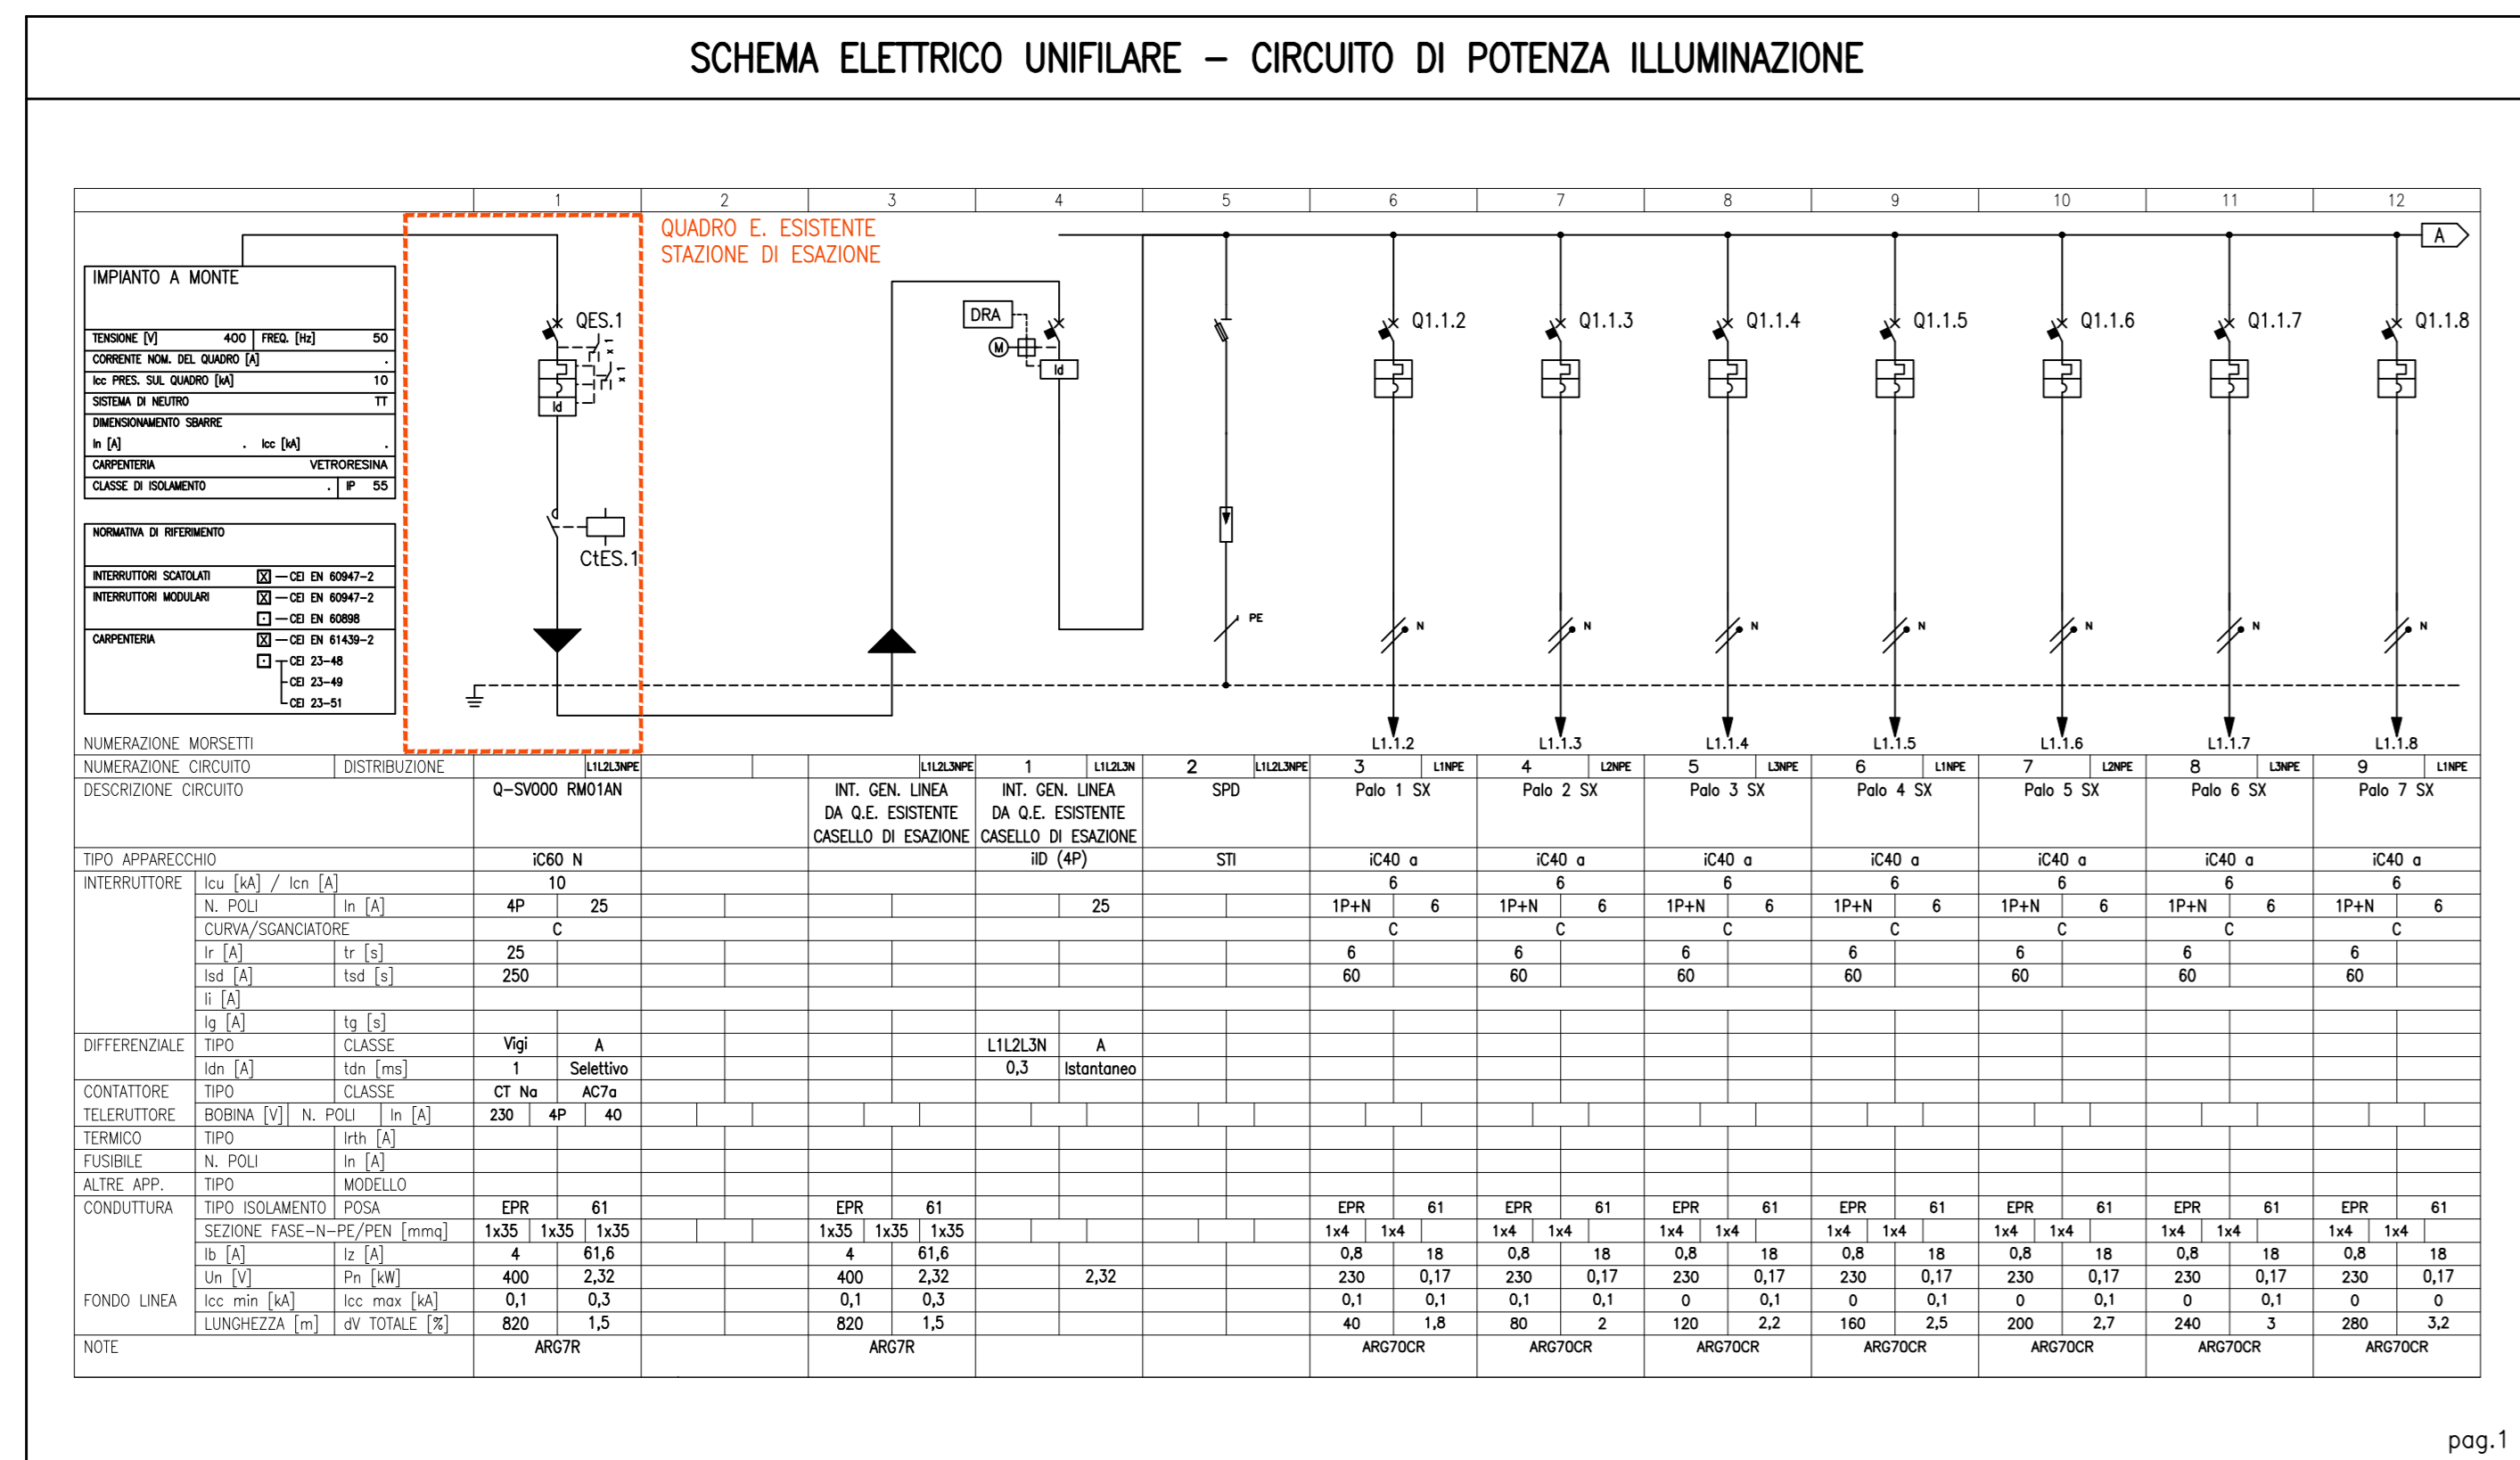 SCHEMA ELETTRICO UNIFILARE – CIRCUITO DI POTENZA ILLUMINAZIONE
1 2 3 4 5 6 7 8 9 10 11 12
QUADRO E. ESISTENTE
STAZIONE DI ESAZIONE
A
IMPIANTO A MONTE
TENSIONE [V] 400 FREQ. [Hz] 50
CORRENTE NOM. DEL QUADRO [A] .
Icc PRES. SUL QUADRO [kA] 10
SISTEMA DI NEUTRO TT
DIMENSIONAMENTO SBARRE
In [A] . Icc [kA] .
CARPENTERIA VETRORESINA
CLASSE DI ISOLAMENTO . IP 55
NORMATIVA DI RIFERIMENTO
INTERRUTTORI SCATOLATI X — CEI EN 60947-2
INTERRUTTORI MODULARI X — CEI EN 60947-2
— CEI EN 60898
CARPENTERIA X — CEI EN 61439-2
CEI 23-48
CEI 23-49
CEI 23-51
QES.1
x 1
x 1
Id
CtES.1
DRA
M
Id
PE
Q1.1.2 Q1.1.3 Q1.1.4 Q1.1.5 Q1.1.6 Q1.1.7 Q1.1.8
N N N N N N N
NUMERAZIONE MORSETTI L1.1.2 L1.1.3 L1.1.4 L1.1.5 L1.1.6 L1.1.7 L1.1.8
NUMERAZIONE CIRCUITO DISTRIBUZIONE L1L2L3NPE L1L2L3NPE 1 L1L2L3N 2 L1L2L3NPE 3 L1NPE 4 L2NPE 5 L3NPE 6 L1NPE 7 L2NPE 8 L3NPE 9 L1NPE
DESCRIZIONE CIRCUITO Q-SV000 RM01AN INT. GEN. LINEA INT. GEN. LINEA SPD Palo 1 SX Palo 2 SX Palo 3 SX Palo 4 SX Palo 5 SX Palo 6 SX Palo 7 SX
DA Q.E. ESISTENTE DA Q.E. ESISTENTE
CASELLO DI ESAZIONE CASELLO DI ESAZIONE
TIPO APPARECCHIO iC60 N iID (4P) STI iC40 a iC40 a iC40 a iC40 a iC40 a iC40 a iC40 a
INTERRUTTORE Icu [kA] / Icn [A] 10 6 6 6 6 6 6 6
N. POLI In [A] 4P 25 25 1P+N 6 1P+N 6 1P+N 6 1P+N 6 1P+N 6 1P+N 6 1P+N 6
CURVA/SGANCIATORE C C C C C C C C
Ir [A] tr [s] 25 6 6 6 6 6 6 6
Isd [A] tsd [s] 250 60 60 60 60 60 60 60
Ii [A]
Ig [A] tg [s]
DIFFERENZIALE TIPO CLASSE Vigi A L1L2L3N A
Idn [A] tdn [ms] 1 Selettivo 0,3 Istantaneo
CONTATTORE TIPO CLASSE CT Na AC7a
TELERUTTORE BOBINA [V] N. POLI In [A] 230 4P 40
TERMICO TIPO Irth [A]
FUSIBILE N. POLI In [A]
ALTRE APP. TIPO MODELLO
CONDUTTURA TIPO ISOLAMENTO POSA EPR 61 EPR 61 EPR 61 EPR 61 EPR 61 EPR 61 EPR 61 EPR 61 EPR 61
SEZIONE FASE-N-PE/PEN [mmq] 1x35 1x35 1x35 1x35 1x35 1x35 1x4 1x4 1x4 1x4 1x4 1x4 1x4 1x4 1x4 1x4 1x4 1x4 1x4 1x4
Ib [A] Iz [A] 4 61,6 4 61,6 0,8 18 0,8 18 0,8 18 0,8 18 0,8 18 0,8 18 0,8 18
Un [V] Pn [kW] 400 2,32 400 2,32 2,32 230 0,17 230 0,17 230 0,17 230 0,17 230 0,17 230 0,17 230 0,17
FONDO LINEA Icc min [kA] Icc max [kA] 0,1 0,3 0,1 0,3 0,1 0,1 0,1 0,1 0 0,1 0 0,1 0 0,1 0 0,1 0 0
LUNGHEZZA [m] dV TOTALE [%] 820 1,5 820 1,5 40 1,8 80 2 120 2,2 160 2,5 200 2,7 240 3 280 3,2
NOTE ARG7R ARG7R ARG7OCR ARG7OCR ARG7OCR ARG7OCR ARG7OCR ARG7OCR ARG7OCR
pag.1